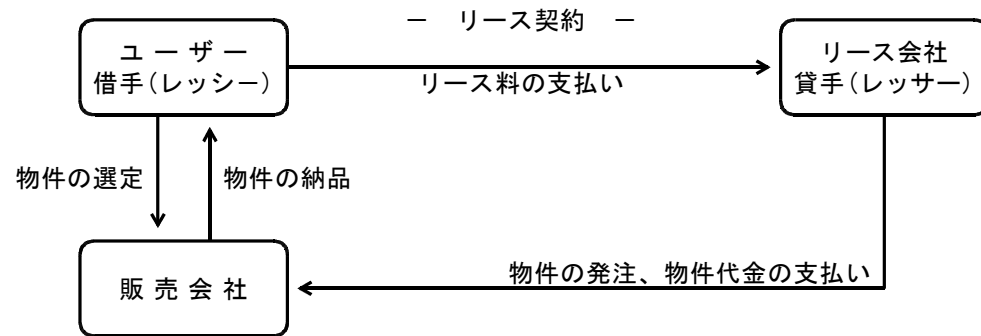 － リース契約 －
ユ ー ザ ー
借手（レッシー）
リース会社
貸手（レッサー）
リース料の支払い
物件の選定
物件の納品
販 売 会 社
物件の発注、物件代金の支払い